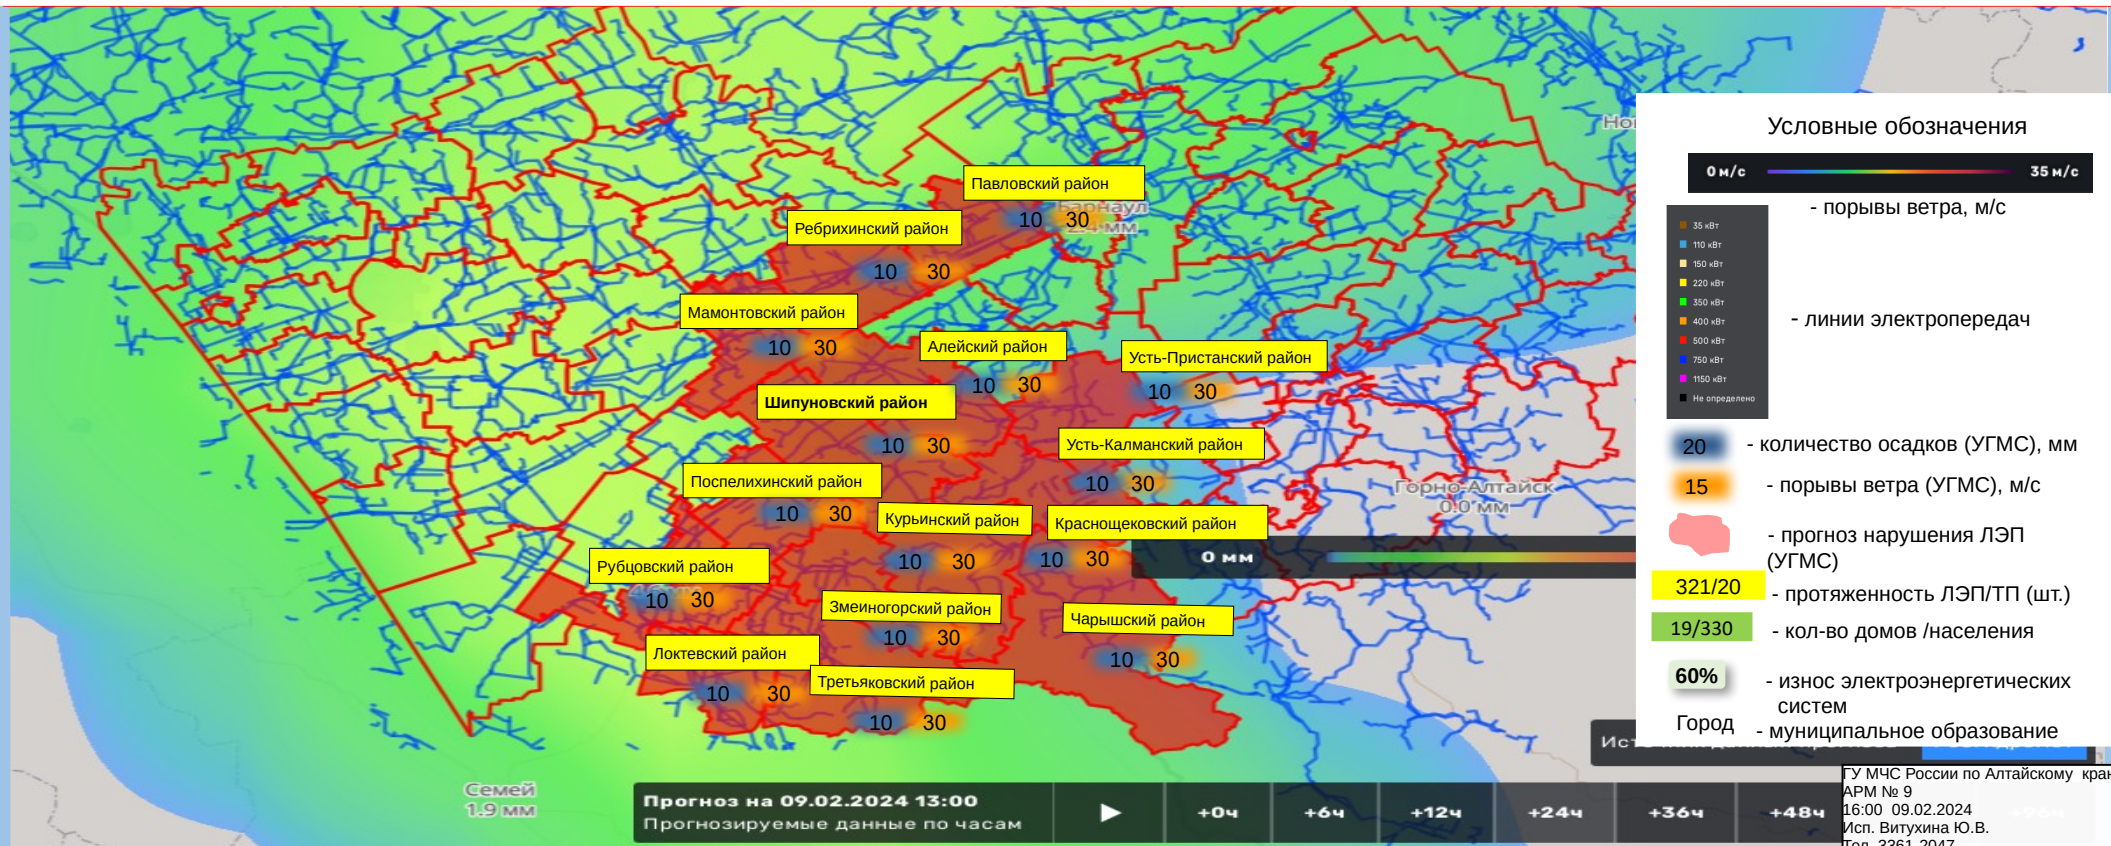 Павловский район
10 30
Барнаул
2.4 мм
Ребрихинский район
10 30
Мамонтовский район
10 30
Алейский район
10 30
Усть-Пристанский район
10 30
Шипуновский район
10 30
Усть-Калманский район
10 30
Поспелихинский район
10 30
Курьинский район
10 30
Краснощековский район
10 30
Рубцовский район
10 30
Змеиногорский район
10 30
Чарышский район
10 30
Локтевский район
10 30
Третьяковский район
10 30
Горно-Алтайск
0.0 мм
0 мм
Семей
1.9 мм
Прогноз на 09.02.2024 13:00
Прогнозируемые данные по часам
+0ч +6ч +12ч +24ч +36ч +48ч
Условные обозначения
0 м/с 35 м/с
- порывы ветра, м/с
35 кВт
110 кВт
150 кВт
220 кВт
350 кВт
400 кВт
500 кВт
750 кВт
1150 кВт
Не определено
- линии электропередач
20 - количество осадков (УГМС), мм
15 - порывы ветра (УГМС), м/с
- прогноз нарушения ЛЭП
(УГМС)
321/20 - протяженность ЛЭП/ТП (шт.)
19/330 - кол-во домов /населения
60% - износ электроэнергетических
систем
Город - муниципальное образование
ГУ МЧС России по Алтайскому
АРМ № 9
16:00 09.02.2024
Исп. Витухина Ю.В.
Тел. 3361-2047